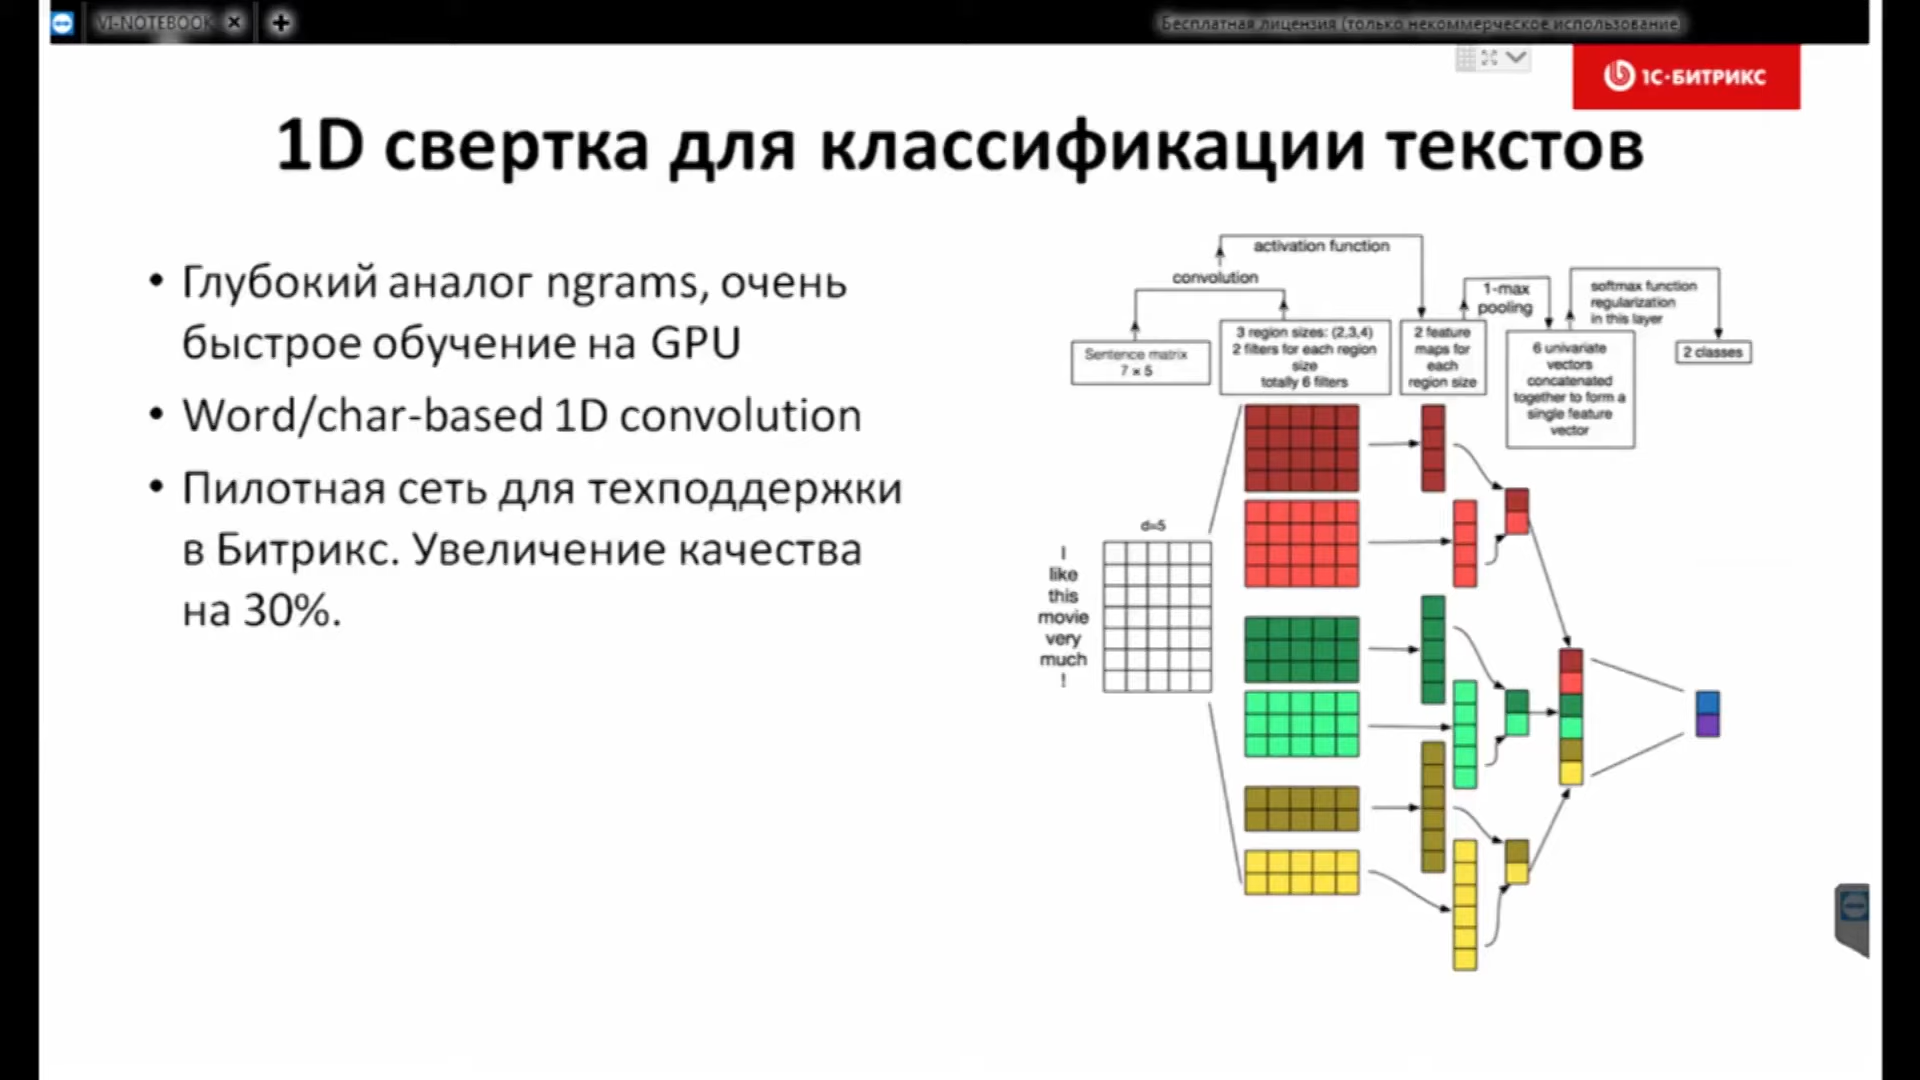 VI-NOTEBOOK
Бесплатная лицензия (только некоммерческое использование)
1С·БИТРИКС
1D свертка для классификации текстов
• Глубокий аналог ngrams, очень
быстрое обучение на GPU
• Word/char-based 1D convolution
• Пилотная сеть для техподдержки
в Битрикс. Увеличение качества
на 30%.
activation function
convolution
1-max
pooling
softmax function
regularization
in this layer
Sentence matrix
7 × 5
3 region sizes: (2,3,4)
2 filters for each region
size
totally 6 filters
2 feature
maps for
each
region size
6 univariate
vectors
concatenated
together to form a
single feature
vector
2 classes
d=5
I
like
this
movie
very
much
!